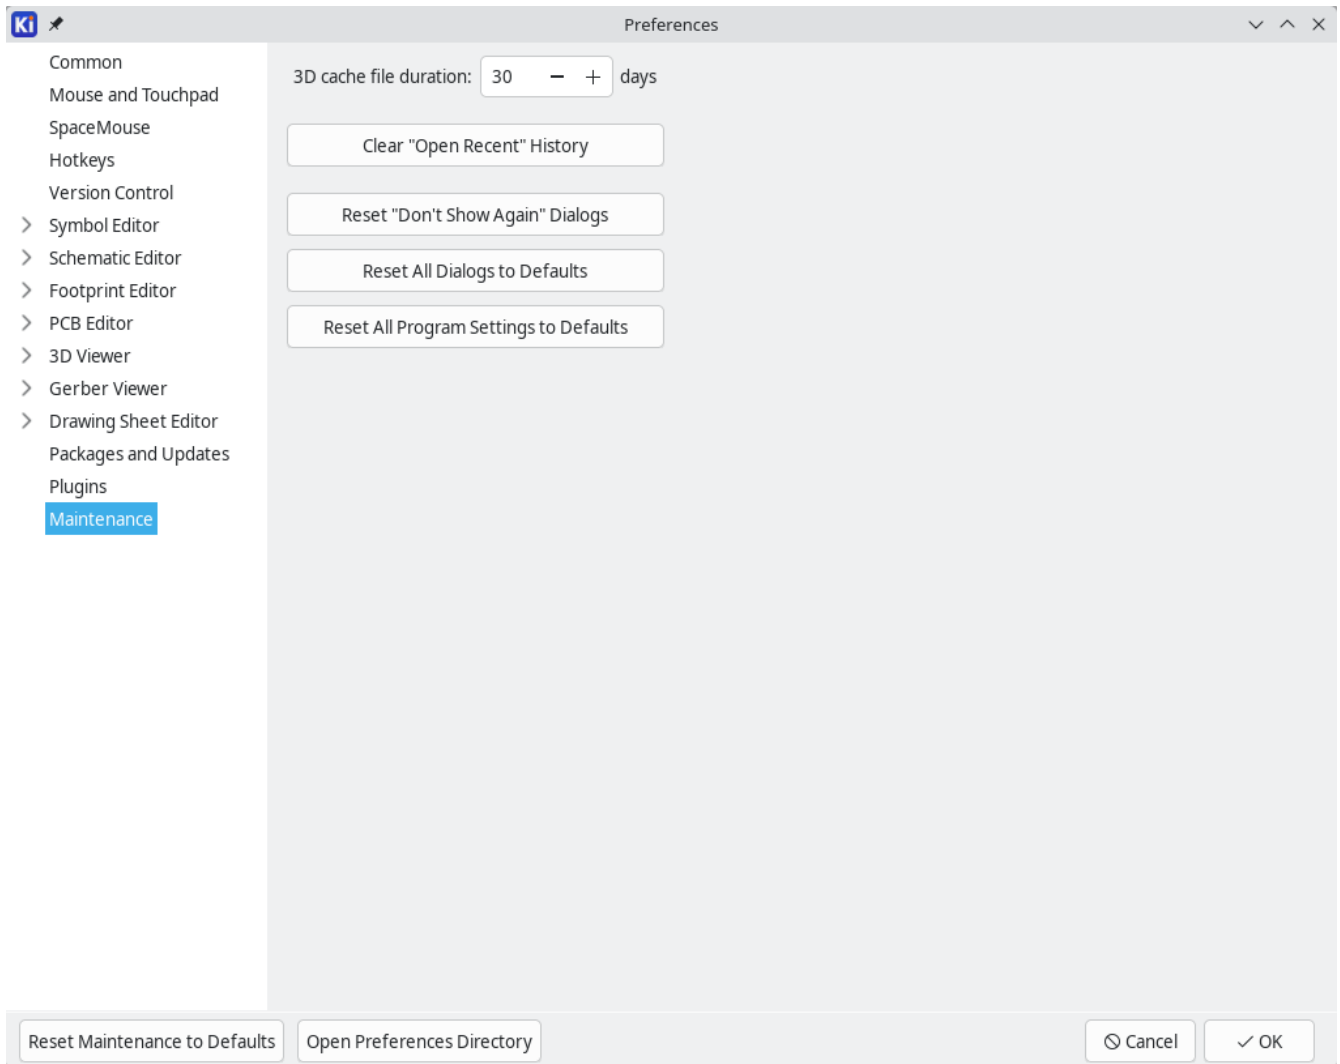 Ki Preferences
Common
Mouse and Touchpad
SpaceMouse
Hotkeys
Version Control
Symbol Editor
Schematic Editor
Footprint Editor
PCB Editor
3D Viewer
Gerber Viewer
Drawing Sheet Editor
Packages and Updates
Plugins
Maintenance
3D cache file duration: 30 days
Clear "Open Recent" History
Reset "Don't Show Again" Dialogs
Reset All Dialogs to Defaults
Reset All Program Settings to Defaults
Reset Maintenance to Defaults Open Preferences Directory Cancel OK